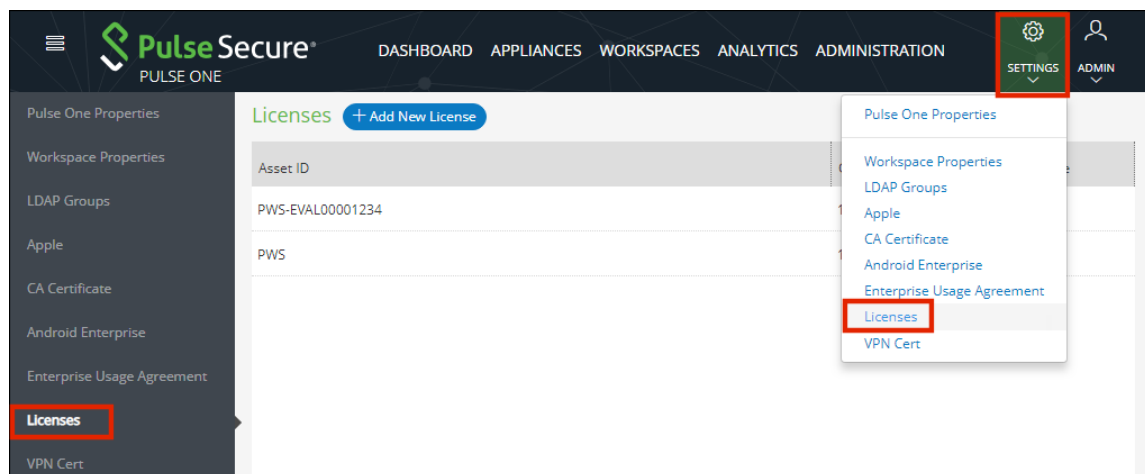 Pulse Secure
PULSE ONE
DASHBOARD APPLIANCES WORKSPACES ANALYTICS ADMINISTRATION
SETTINGS
ADMIN
Pulse One Properties
Workspace Properties
LDAP Groups
Apple
CA Certificate
Android Enterprise
Enterprise Usage Agreement
Licenses
VPN Cert
Licenses + Add New License
Asset ID
PWS-EVAL00001234
PWS
Pulse One Properties
Workspace Properties
LDAP Groups
Apple
CA Certificate
Android Enterprise
Enterprise Usage Agreement
Licenses
VPN Cert